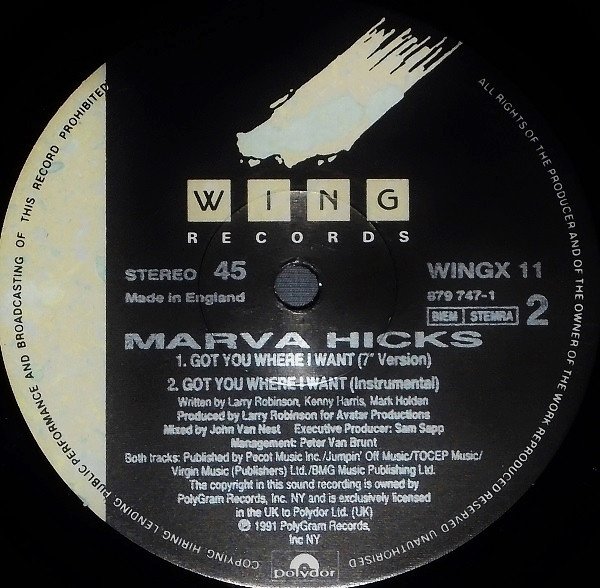 WING
RECORDS
STEREO 45
Made in England
WINGX 11
879 747-1
BIEM STEMRA 2
MARVA HICKS
1. GOT YOU WHERE I WANT (7" Version)
2. GOT YOU WHERE I WANT (Instrumental)
Written by Larry Robinson, Kenny Harris, Mark Holden
Produced by Larry Robinson for Avatar Productions
Mixed by John Van Nest Executive Producer: Sam Sapp
Management: Peter Van Brunt
Both tracks: Published by Pecot Music Inc./Jumpin' Off Music/TOCEP Music/
Virgin Music (Publishers) Ltd./BMG Music Publishing Ltd.
The copyright in this sound recording is owned by
PolyGram Records, Inc. NY and is exclusively licensed
in the UK to Polydor Ltd. (UK)
℗ 1991 PolyGram Records,
Inc NY
polydor
ALL RIGHTS OF THE PRODUCER AND OF THE OWNER OF THE WORK REPRODUCED RESERVED UNAUTHORISED COPYING HIRING LENDING PUBLIC PERFORMANCE AND BROADCASTING OF THIS RECORD PROHIBITED